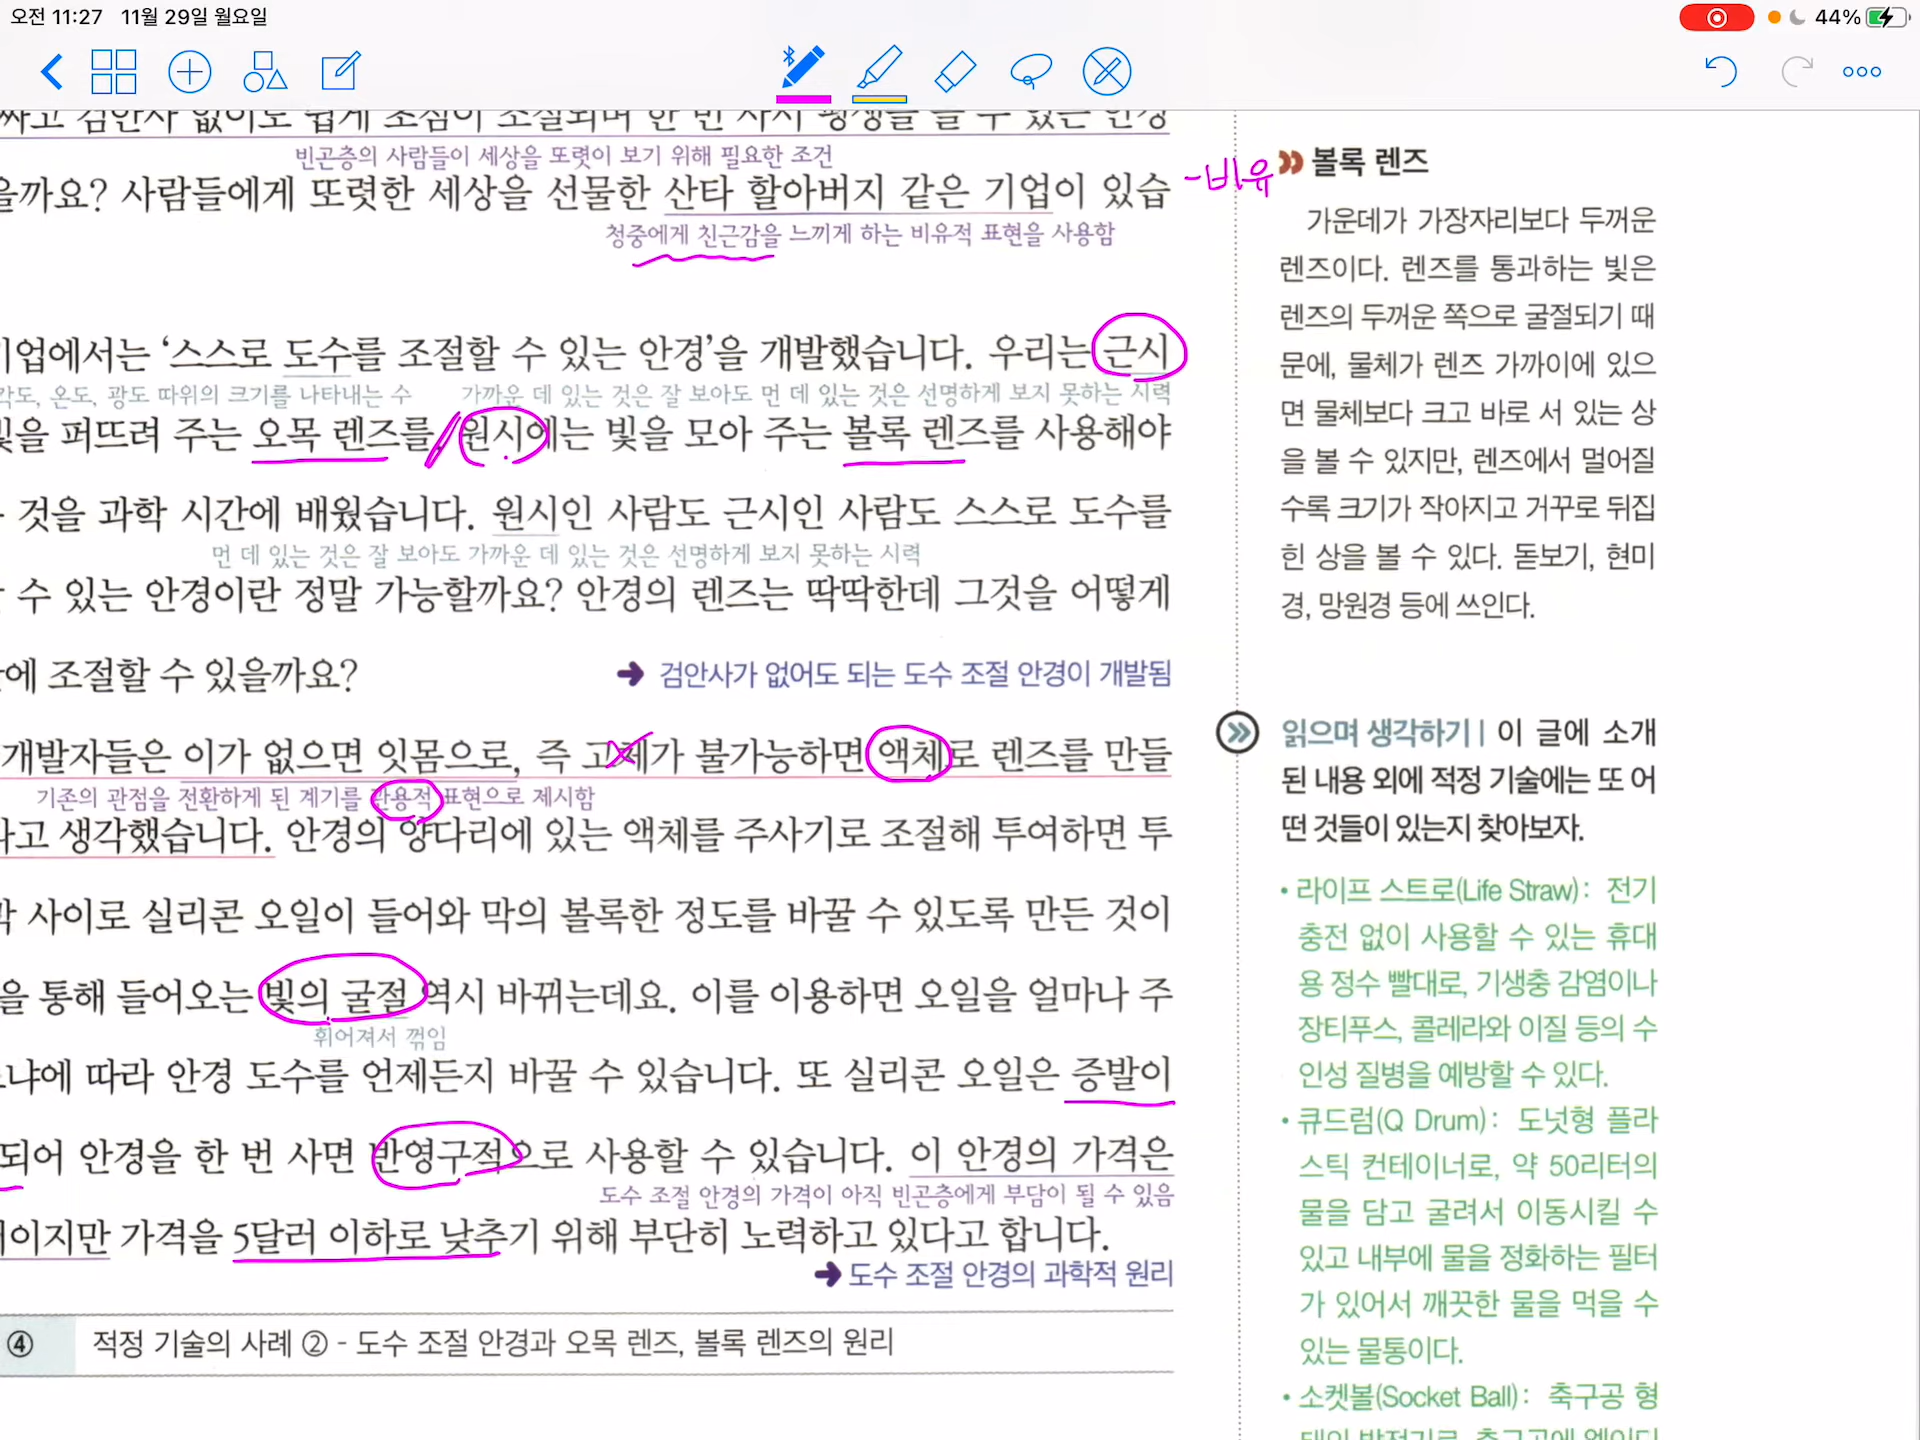 오전 11:27 11월 29일 월요일
44%
싸고 검안사 없이도 쉽게 초점이 조절되며 한 번 사서 평생을 쓸 수 있는 안경
빈곤층의 사람들이 세상을 또렷이 보기 위해 필요한 조건
을까요? 사람들에게 또렷한 세상을 선물한 산타 할아버지 같은 기업이 있습
-비유
청중에게 친근감을 느끼게 하는 비유적 표현을 사용함
기업에서는 ‘스스로 도수를 조절할 수 있는 안경’을 개발했습니다. 우리는 근시
각도, 온도, 광도 따위의 크기를 나타내는 수 가까운 데 있는 것은 잘 보아도 먼 데 있는 것은 선명하게 보지 못하는 시력
빛을 퍼뜨려 주는 오목 렌즈를 원시에는 빛을 모아 주는 볼록 렌즈를 사용해야
것을 과학 시간에 배웠습니다. 원시인 사람도 근시인 사람도 스스로 도수를
먼 데 있는 것은 잘 보아도 가까운 데 있는 것은 선명하게 보지 못하는 시력
수 있는 안경이란 정말 가능할까요? 안경의 렌즈는 딱딱한데 그것을 어떻게
에 조절할 수 있을까요?
➜ 검안사가 없어도 되는 도수 조절 안경이 개발됨
개발자들은 이가 없으면 잇몸으로, 즉 고체가 불가능하면 액체로 렌즈를 만들
기존의 관점을 전환하게 된 계기를 관용적 표현으로 제시함
라고 생각했습니다. 안경의 양다리에 있는 액체를 주사기로 조절해 투여하면 투
막 사이로 실리콘 오일이 들어와 막의 볼록한 정도를 바꿀 수 있도록 만든 것이
을 통해 들어오는 빛의 굴절 역시 바뀌는데요. 이를 이용하면 오일을 얼마나 주
휘어져서 꺾임
느냐에 따라 안경 도수를 언제든지 바꿀 수 있습니다. 또 실리콘 오일은 증발이
되어 안경을 한 번 사면 반영구적으로 사용할 수 있습니다. 이 안경의 가격은
도수 조절 안경의 가격이 아직 빈곤층에게 부담이 될 수 있음
이지만 가격을 5달러 이하로 낮추기 위해 부단히 노력하고 있다고 합니다.
➜ 도수 조절 안경의 과학적 원리
④ 적정 기술의 사례 ② - 도수 조절 안경과 오목 렌즈, 볼록 렌즈의 원리
볼록 렌즈
가운데가 가장자리보다 두꺼운
렌즈이다. 렌즈를 통과하는 빛은
렌즈의 두꺼운 쪽으로 굴절되기 때
문에, 물체가 렌즈 가까이에 있으
면 물체보다 크고 바로 서 있는 상
을 볼 수 있지만, 렌즈에서 멀어질
수록 크기가 작아지고 거꾸로 뒤집
힌 상을 볼 수 있다. 돋보기, 현미
경, 망원경 등에 쓰인다.
읽으며 생각하기 | 이 글에 소개
된 내용 외에 적정 기술에는 또 어
떤 것들이 있는지 찾아보자.
• 라이프 스트로(Life Straw): 전기
충전 없이 사용할 수 있는 휴대
용 정수 빨대로, 기생충 감염이나
장티푸스, 콜레라와 이질 등의 수
인성 질병을 예방할 수 있다.
• 큐드럼(Q Drum): 도넛형 플라
스틱 컨테이너로, 약 50리터의
물을 담고 굴려서 이동시킬 수
있고 내부에 물을 정화하는 필터
가 있어서 깨끗한 물을 먹을 수
있는 물통이다.
• 소켓볼(Socket Ball): 축구공 형